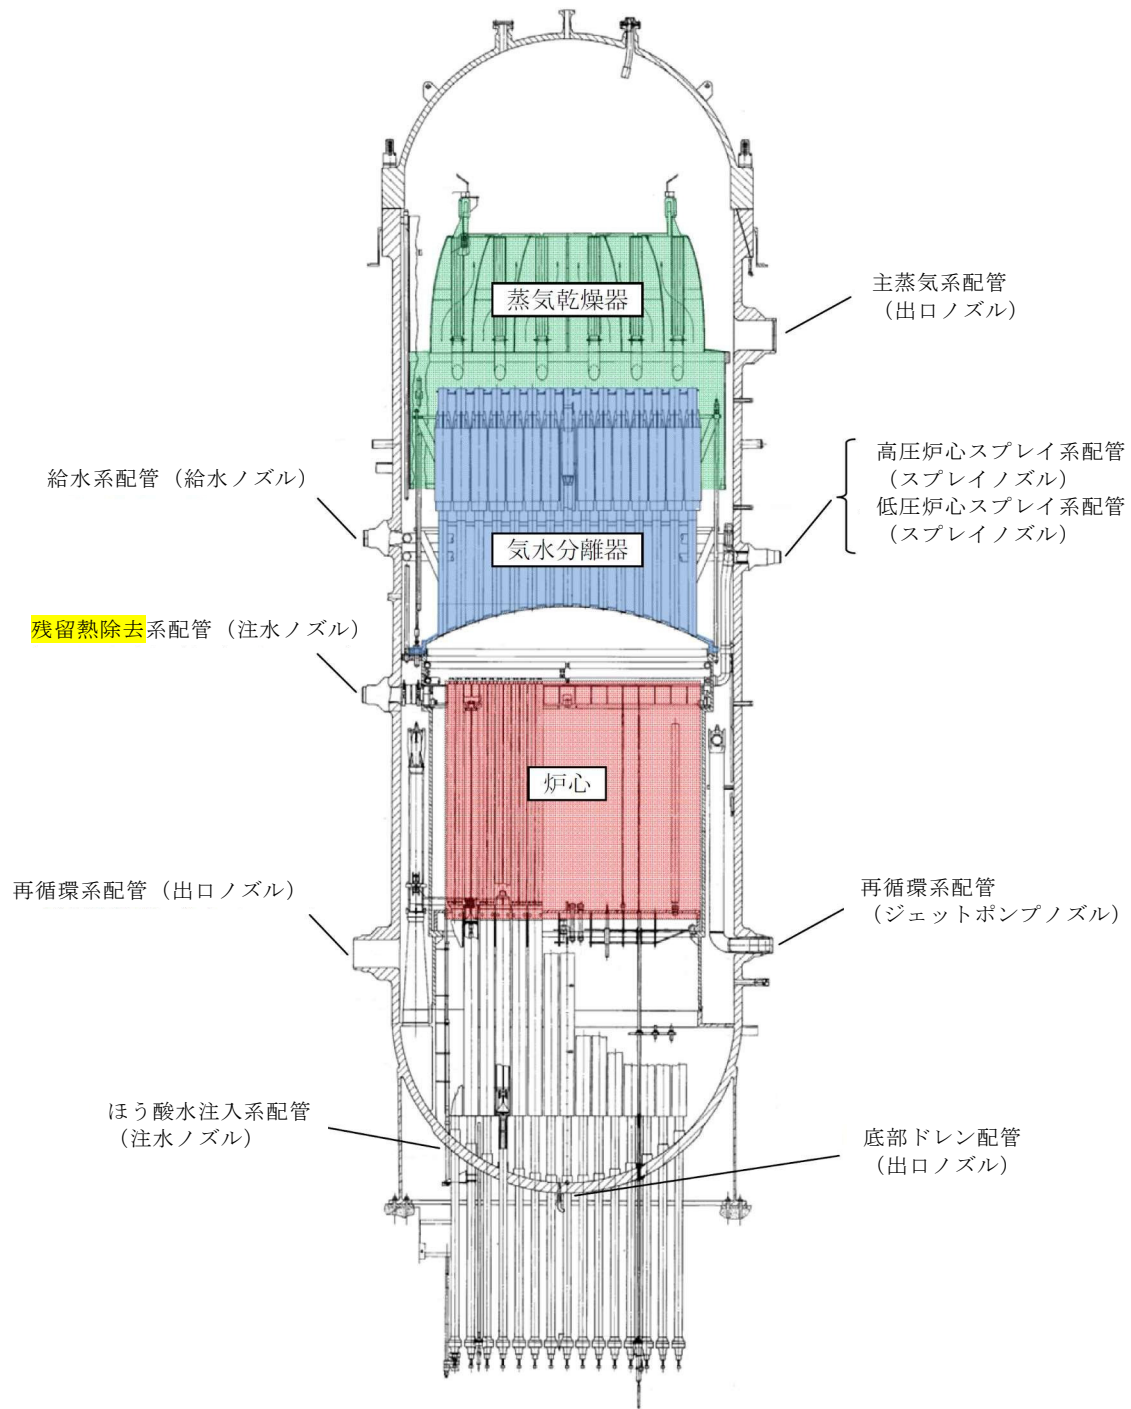 蒸気乾燥器
主蒸気系配管
（出口ノズル）
高圧炉心スプレイ系配管
（スプレイノズル）
低圧炉心スプレイ系配管
（スプレイノズル）
給水系配管（給水ノズル）
気水分離器
残留熱除去系配管（注水ノズル）
炉心
再循環系配管（出口ノズル）
再循環系配管
（ジェットポンプノズル）
ほう酸水注入系配管
（注水ノズル）
底部ドレン配管
（出口ノズル）